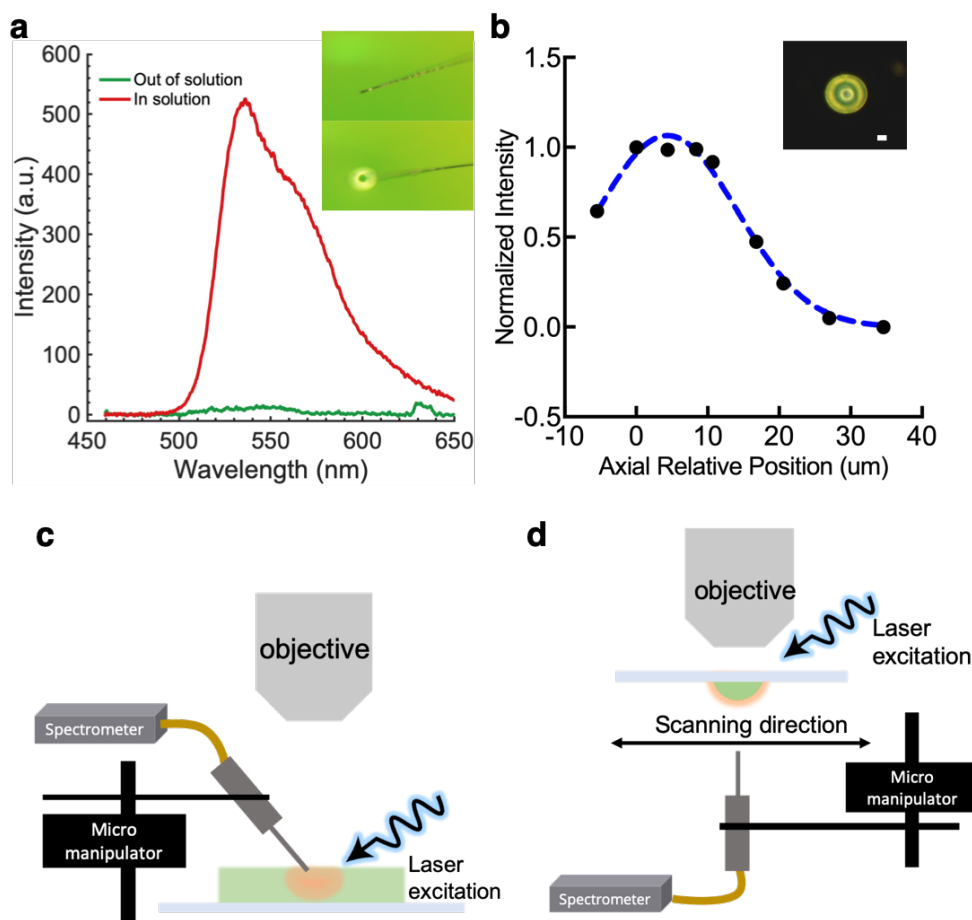 a
600
500
400
300
200
100
0
Intensity (a.u.)
Out of solution
In solution
450
500
550
600
650
Wavelength (nm)
b
1.5
1.0
0.5
0.0
-0.5
Normalized Intensity
-10
0
10
20
30
40
Axial Relative Position (um)
c
objective
Spectrometer
Micro
manipulator
Laser
excitation
d
objective
Laser
excitation
Scanning direction
Micro
manipulator
Spectrometer